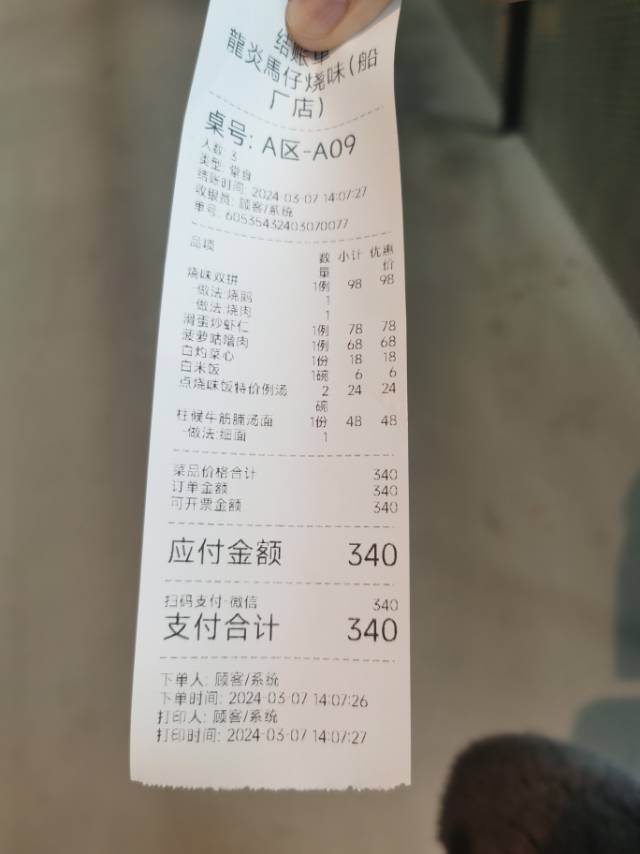 结账单
龍炎馬仔烧味(船
厂店)
桌号: A区-A09
人数: 3
类型: 堂食
结账时间: 2024-03-07 14:07:27
收银员: 顾客/系统
单号: 60535432403070077
品项 数量 小计 优惠价
烧味双拼 1例 98 98
-做法:烧鹅 1
-做法:烧肉 1
滑蛋炒虾仁 1例 78 78
菠萝咕噜肉 1例 68 68
白灼菜心 1份 18 18
白米饭 1碗 6 6
点烧味饭特价例汤 2碗 24 24
柱候牛筋腩汤面 1份 48 48
-做法:细面 1
菜品价格合计 340
订单金额 340
可开票金额 340
应付金额 340
扫码支付-微信 340
支付合计 340
下单人: 顾客/系统
下单时间: 2024-03-07 14:07:26
打印人: 顾客/系统
打印时间: 2024-03-07 14:07:27